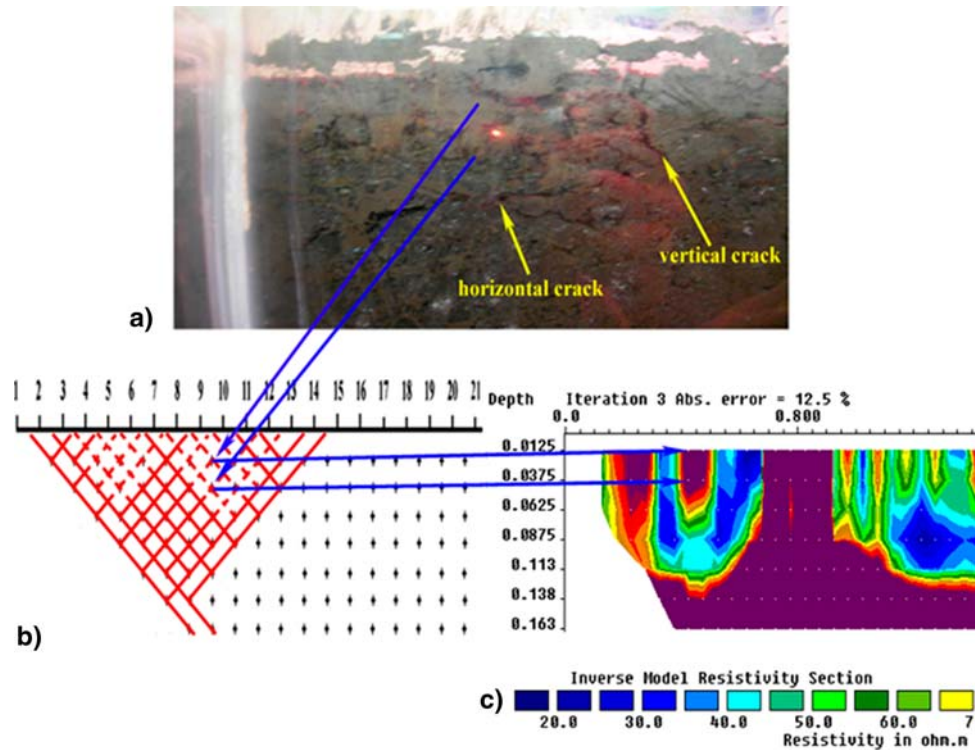 vertical crack
horizontal crack
a)
1 2 3 4 5 6 7 8 9 10 11 12 13 14 15 16 17 18 19 20 21
Depth Iteration 3 Abs. error = 12.5 %
0.0 0.800
0.0125
0.0375
0.0625
0.0875
0.113
0.138
0.163
b)
Inverse Model Resistivity Section
c)
20.0 30.0 40.0 50.0 60.0 7
Resistivity in ohm.m